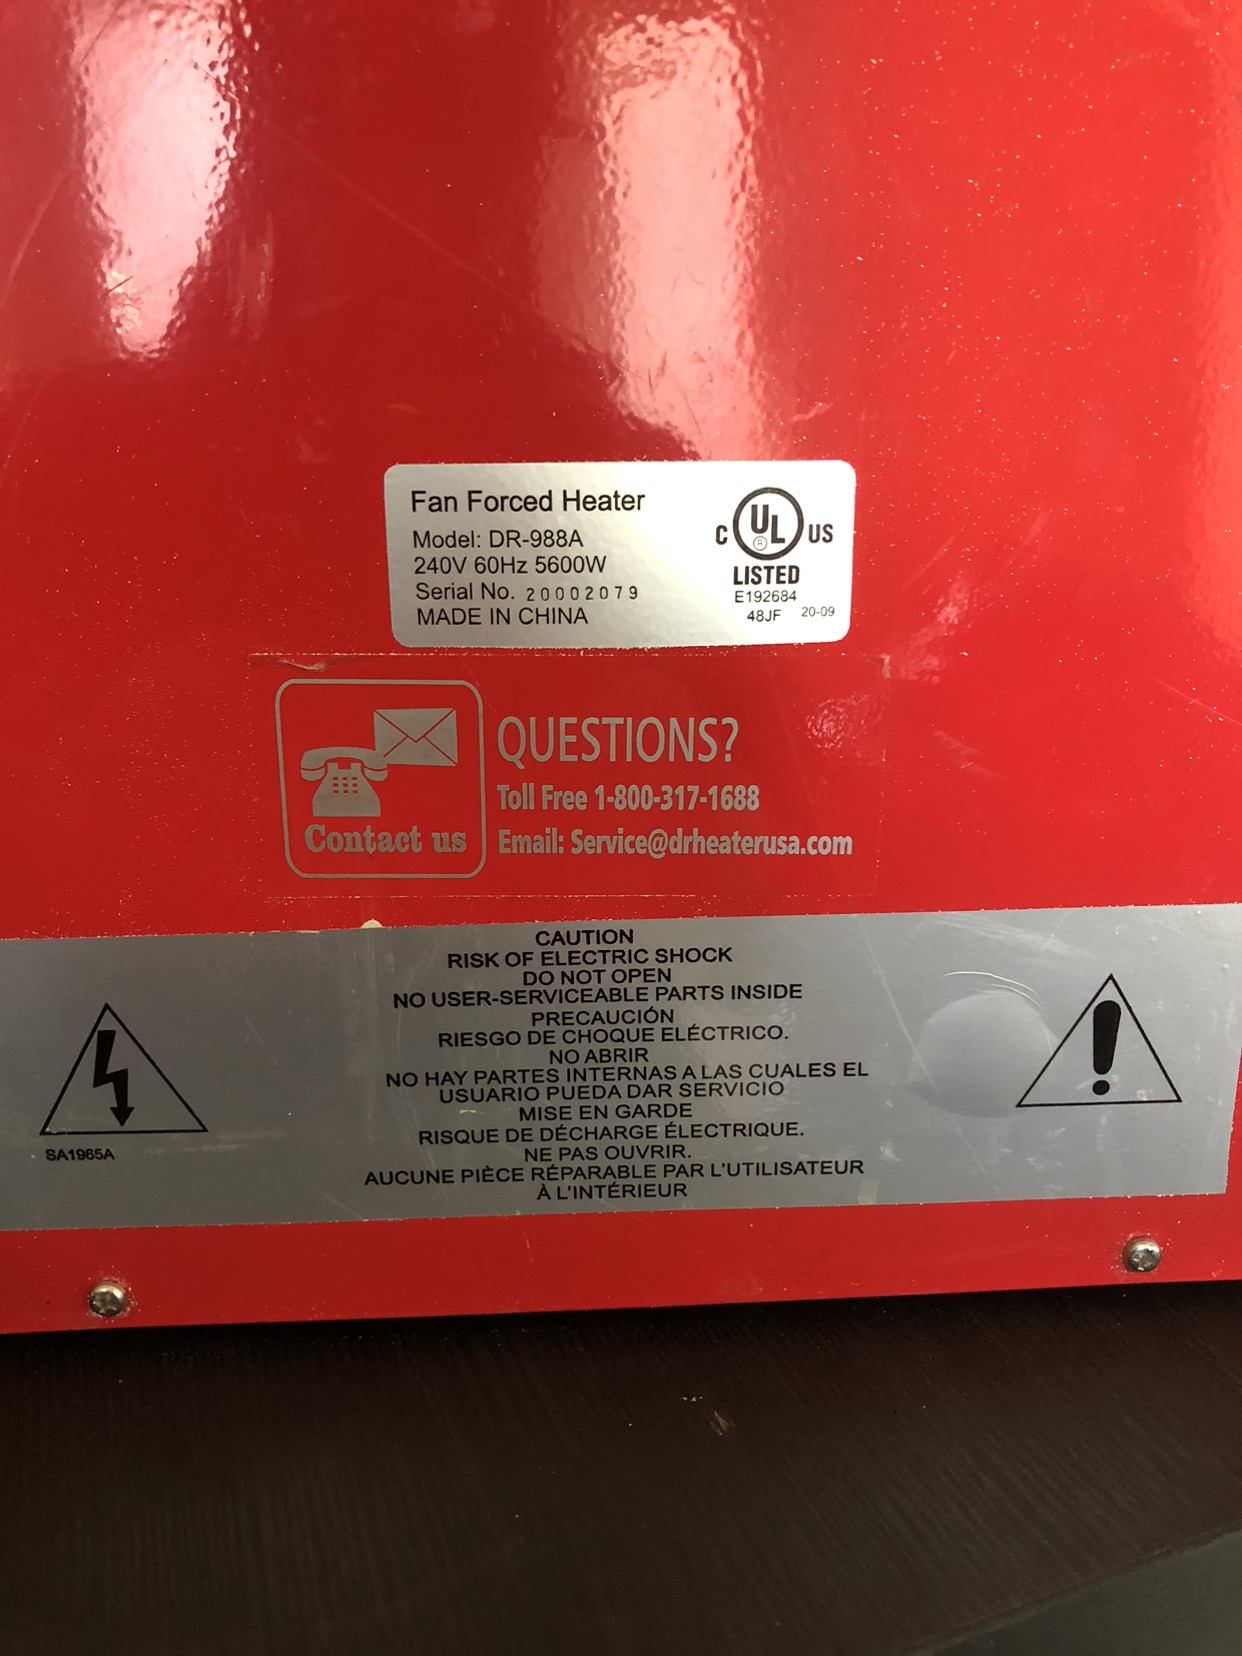 Fan Forced Heater
Model: DR-988A
240V 60Hz 5600W
Serial No. 20002079
MADE IN CHINA
C UL US
®
LISTED
E192684
48JF 20-09
Contact us
QUESTIONS?
Toll Free 1-800-317-1688
Email: Service@drheaterusa.com
CAUTION
RISK OF ELECTRIC SHOCK
DO NOT OPEN
NO USER-SERVICEABLE PARTS INSIDE
PRECAUCIÓN
RIESGO DE CHOQUE ELÉCTRICO.
NO ABRIR
NO HAY PARTES INTERNAS A LAS CUALES EL
USUARIO PUEDA DAR SERVICIO
MISE EN GARDE
RISQUE DE DÉCHARGE ÉLECTRIQUE.
NE PAS OUVRIR.
AUCUNE PIÈCE RÉPARABLE PAR L'UTILISATEUR
À L'INTÉRIEUR
SA1965A
!